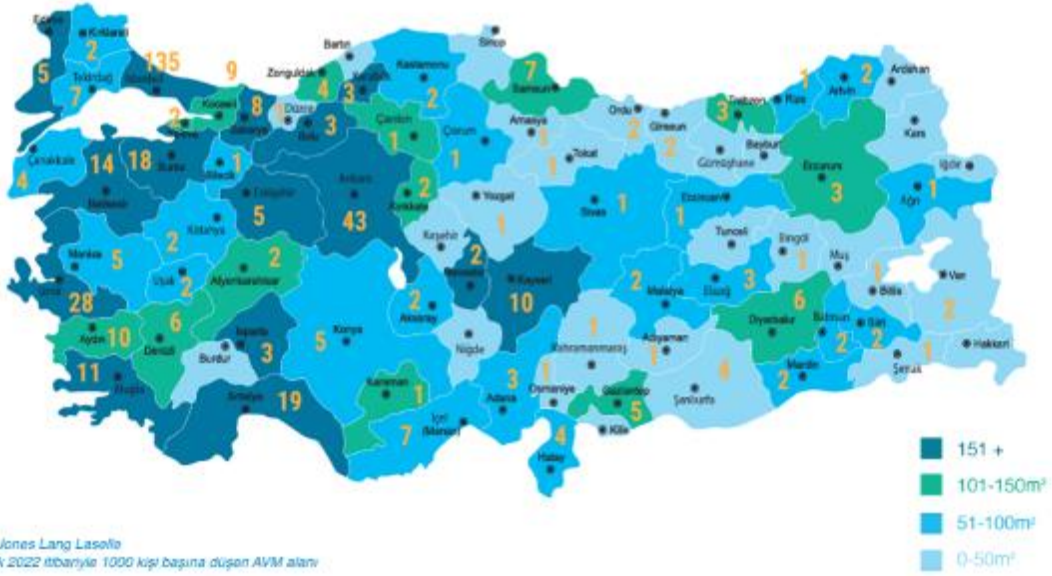 Edirne
Kırklareli
2
5
Tekirdağ
7
135
İstanbul
9
Kocaeli
8
Sakarya
Düzce
1
Bolu
3
Zonguldak
4
Bartın
Karabük
3
Kastamonu
2
Sinop
Samsun
7
Çankırı
1
Çorum
1
Amasya
1
Tokat
1
Ordu
2
Giresun
2
Gümüşhane
Trabzon
3
Bayburt
Rize
1
Artvin
2
Ardahan
Kars
Iğdır
Ağrı
1
Erzurum
3
Erzincan
1
Sivas
1
Yozgat
1
Kırıkkale
2
Ankara
43
Eskişehir
5
Bilecik
1
Bursa
18
Balıkesir
14
Çanakkale
4
Kütahya
2
Manisa
5
Uşak
2
Afyonkarahisar
2
İzmir
28
Aydın
10
Denizli
6
Muğla
11
Burdur
Isparta
3
Antalya
19
Konya
5
Karaman
1
İçel
(Mersin)
7
Aksaray
2
Niğde
Nevşehir
2
Kırşehir
Kayseri
10
Adana
3
Osmaniye
1
Hatay
4
Kilis
Gaziantep
5
Kahramanmaraş
1
Adıyaman
1
Şanlıurfa
Malatya
2
Elazığ
3
Tunceli
Bingöl
1
Muş
Bitlis
1
Van
2
Hakkari
Şırnak
1
Siirt
2
Batman
2
Mardin
2
Diyarbakır
6
151 +
101-150m²
51-100m²
0-50m²
Jones Lang Lasalle
k 2022 itibariyle 1000 kişi başına düşen AVM alanı